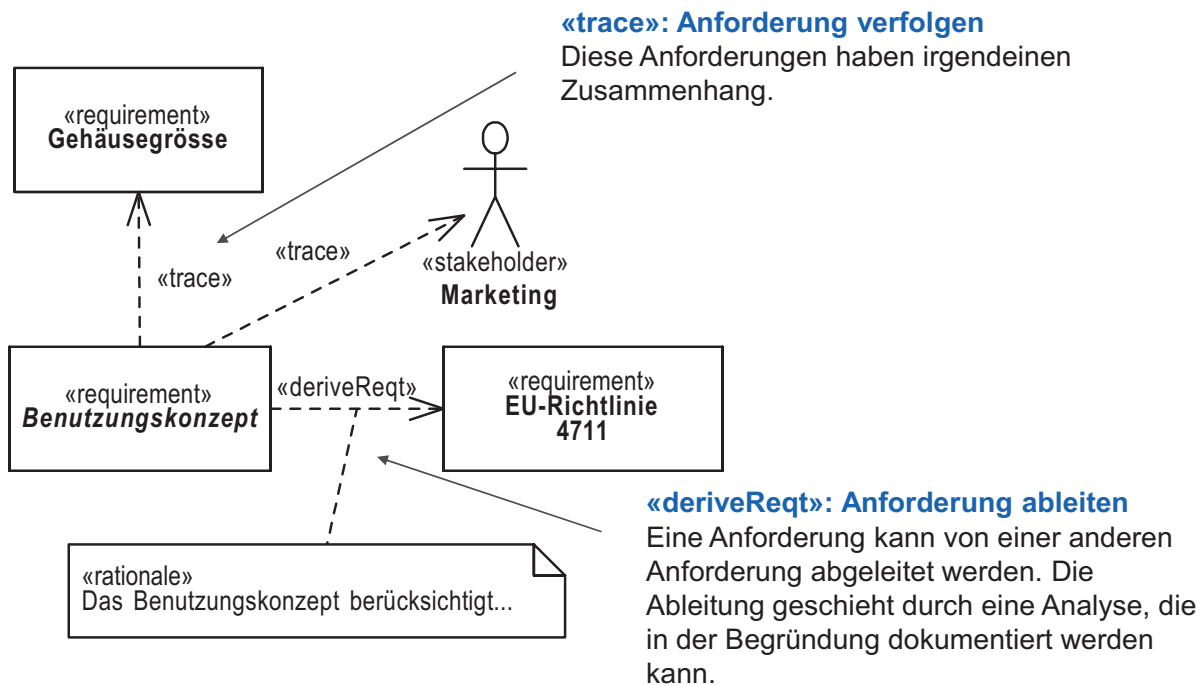 «trace»: Anforderung verfolgen
Diese Anforderungen haben irgendeinen
Zusammenhang.
«requirement»
Gehäusegrösse
«trace»
«trace»
«stakeholder»
Marketing
«requirement»
Benutzungskonzept
«deriveReqt»
«requirement»
EU-Richtlinie
4711
«rationale»
Das Benutzungskonzept berücksichtigt...
«deriveReqt»: Anforderung ableiten
Eine Anforderung kann von einer anderen
Anforderung abgeleitet werden. Die
Ableitung geschieht durch eine Analyse, die
in der Begründung dokumentiert werden
kann.